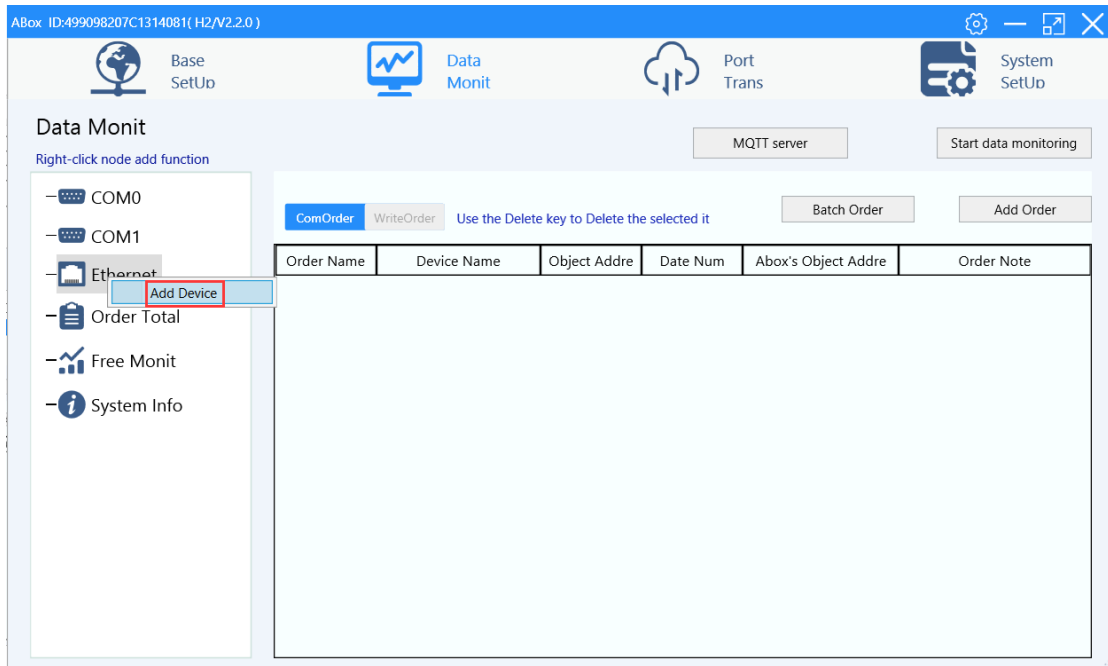 ABox ID:499098207C1314081( H2/V2.2.0 )
Base SetUp
Data Monit
Port Trans
System SetUp
Data Monit
MQTT server
Start data monitoring
Right-click node add function
COM0
COM1
Ethernet
Add Device
Order Total
Free Monit
System Info
ComOrder
WriteOrder
Use the Delete key to Delete the selected it
Batch Order
Add Order
Order Name
Device Name
Object Addre
Date Num
Abox's Object Addre
Order Note